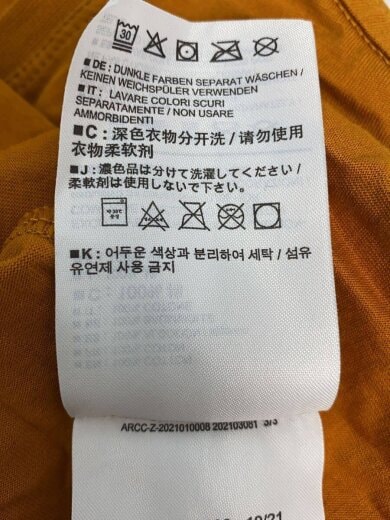 30
■DE: DUNKLE FARBEN SEPARAT WASCHEN /
KEINEN WEICHSPÜLER VERWENDEN
■IT: LAVARE COLORI SCURI
SEPARATAMENTE / NON USARE
AMMORBIDENTI
■C: 深色衣物分开洗 / 请勿使用
衣物柔软剂
■J: 濃色品は分けて洗濯してください /
柔軟剤は使用しないで下さい。
■K: 어두운 색상과 분리하여 세탁 / 섬유
유연제 사용 금지
ARCC-Z-2021010008 202103081 3/3
10/21